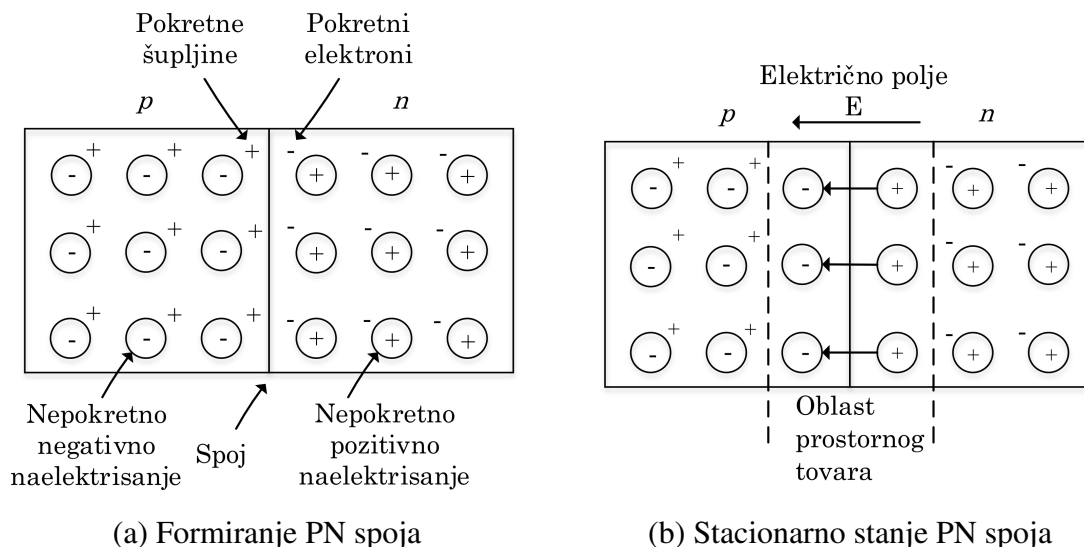 Pokretne
šupljine
Pokretni
elektroni
p
n
+ + + - - -
- - - + + +
+ + + - - -
- - - + + +
+ + + - - -
- - - + + +
Nepokretno
negativno
naelektrisanje
Spoj
Nepokretno
pozitivno
naelektrisanje
(a) Formiranje PN spoja
Električno polje
E
p
n
+ + - -
- - - + + +
+ + - -
- - - + + +
+ + - -
- - - + + +
Oblast
prostornog
tovara
(b) Stacionarno stanje PN spoja